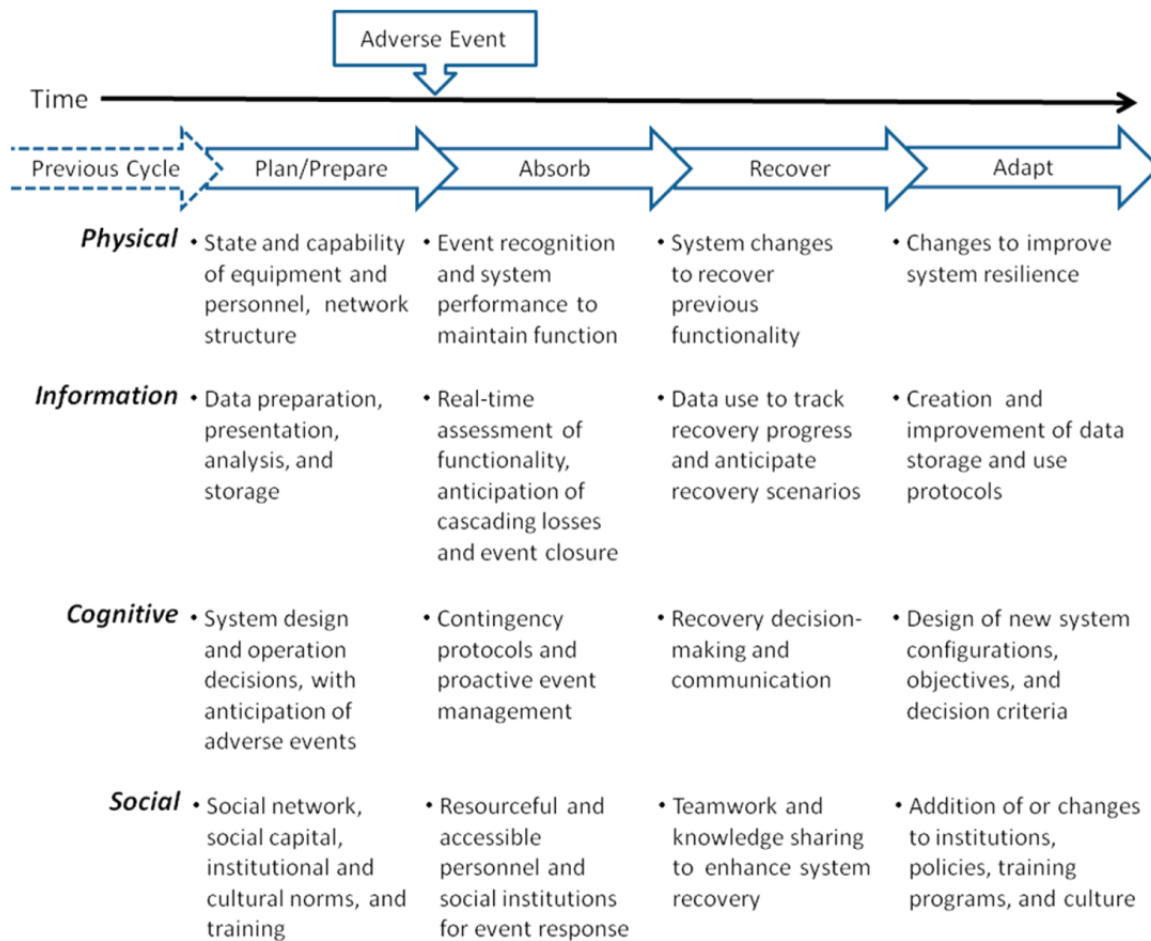 Adverse Event
Time
Previous Cycle
Plan/Prepare
Absorb
Recover
Adapt
Physical
• State and capability
of equipment and
personnel, network
structure
• Event recognition
and system
performance to
maintain function
• System changes
to recover
previous
functionality
• Changes to improve
system resilience
Information
• Data preparation,
presentation,
analysis, and
storage
• Real-time
assessment of
functionality,
anticipation of
cascading losses
and event closure
• Data use to track
recovery progress
and anticipate
recovery scenarios
• Creation and
improvement of data
storage and use
protocols
Cognitive
• System design
and operation
decisions, with
anticipation of
adverse events
• Contingency
protocols and
proactive event
management
• Recovery decision-
making and
communication
• Design of new system
configurations,
objectives, and
decision criteria
Social
• Social network,
social capital,
institutional and
cultural norms, and
training
• Resourceful and
accessible
personnel and
social institutions
for event response
• Teamwork and
knowledge sharing
to enhance system
recovery
• Addition of or changes
to institutions,
policies, training
programs, and culture